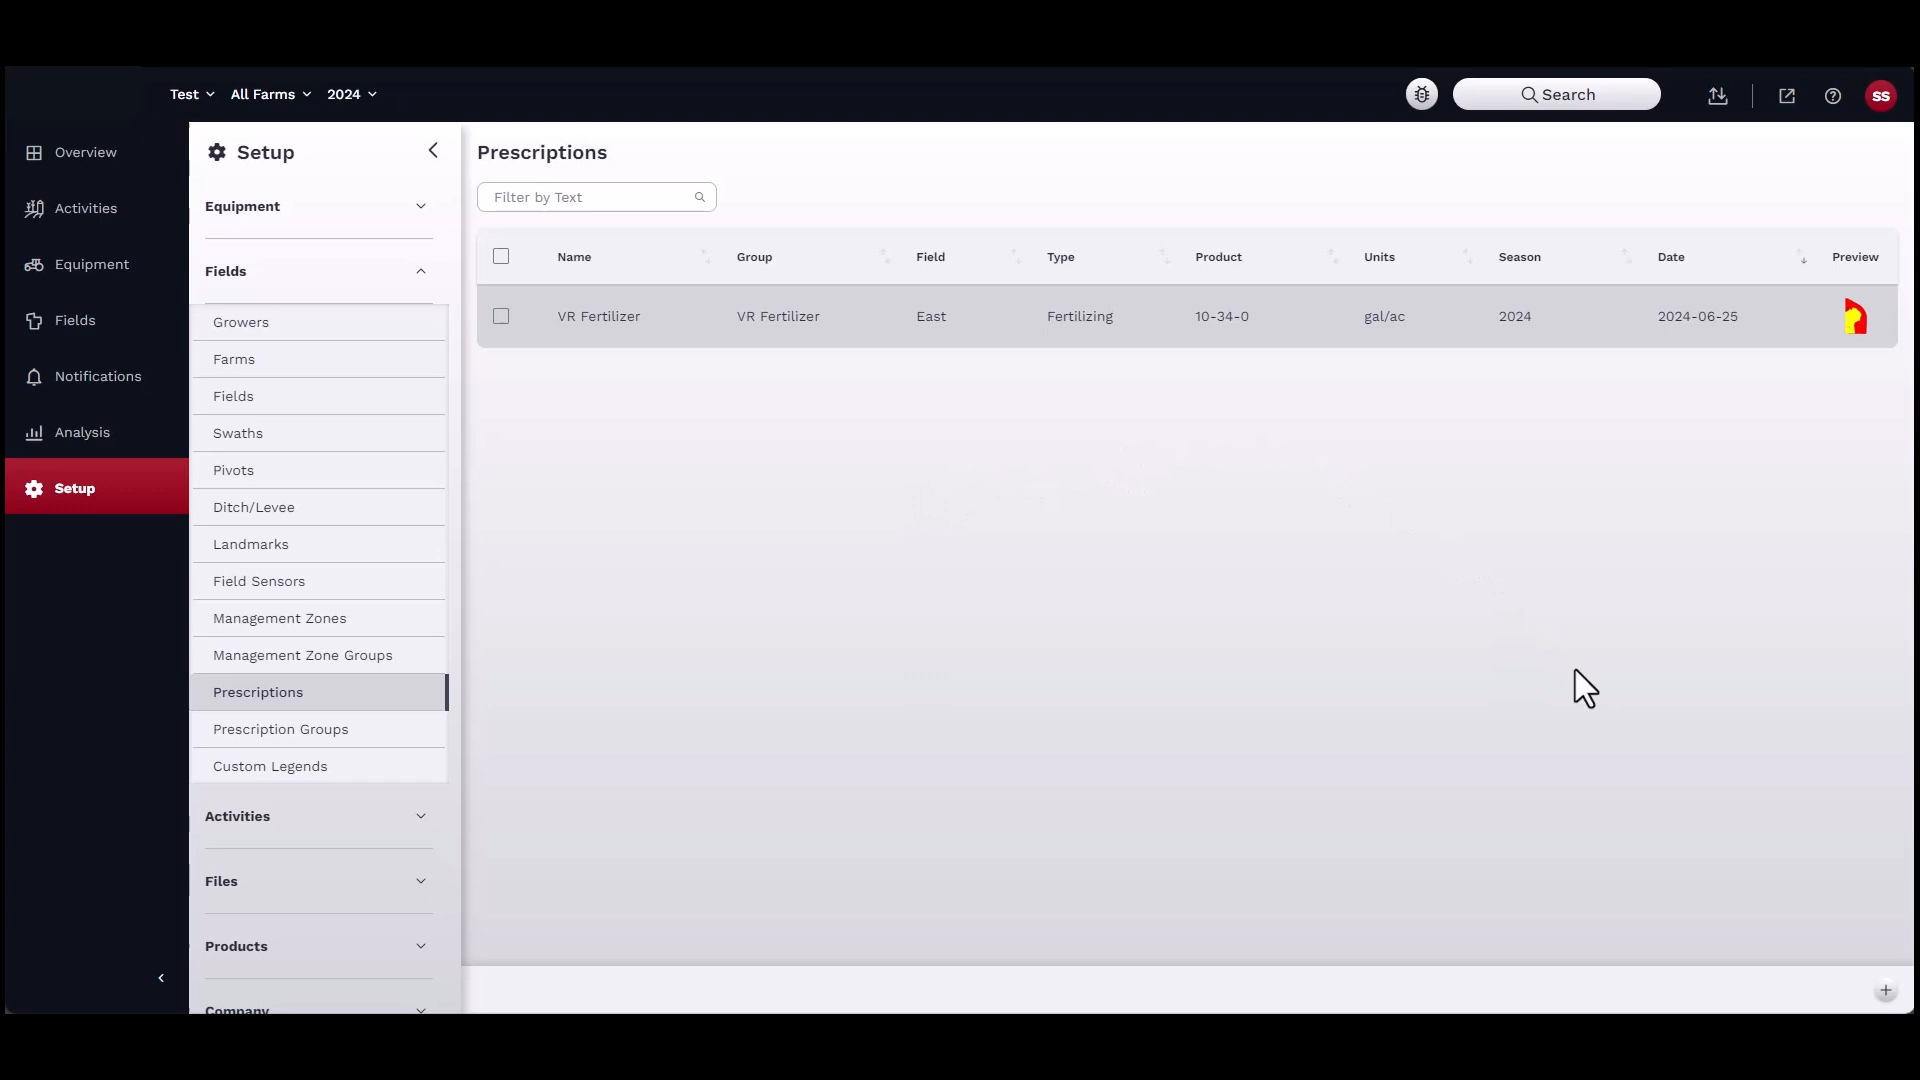 Test All Farms 2024 Search SS
Overview
Activities
Equipment
Fields
Notifications
Analysis
Setup
Setup
Equipment
Fields
Growers
Farms
Fields
Swaths
Pivots
Ditch/Levee
Landmarks
Field Sensors
Management Zones
Management Zone Groups
Prescriptions
Prescription Groups
Custom Legends
Activities
Files
Products
Company
Prescriptions
Filter by Text
Name Group Field Type Product Units Season Date Preview
VR Fertilizer VR Fertilizer East Fertilizing 10-34-0 gal/ac 2024 2024-06-25